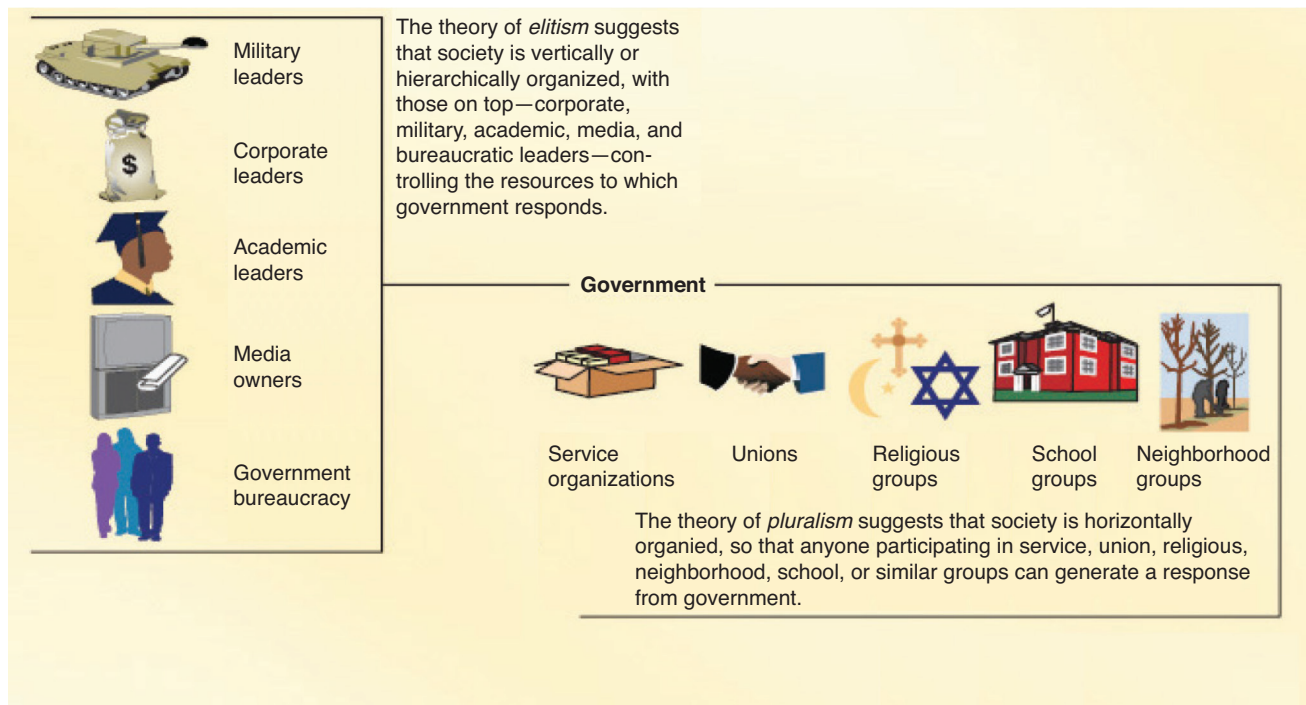 Military
leaders
Corporate
leaders
$
Academic
leaders
Media
owners
Government
bureaucracy
The theory of elitism suggests
that society is vertically or
hierarchically organized, with
those on top—corporate,
military, academic, media, and
bureaucratic leaders—con-
trolling the resources to which
government responds.
Government
Service
organizations
Unions
Religious
groups
School
groups
Neighborhood
groups
The theory of pluralism suggests that society is horizontally
organied, so that anyone participating in service, union, religious,
neighborhood, school, or similar groups can generate a response
from government.